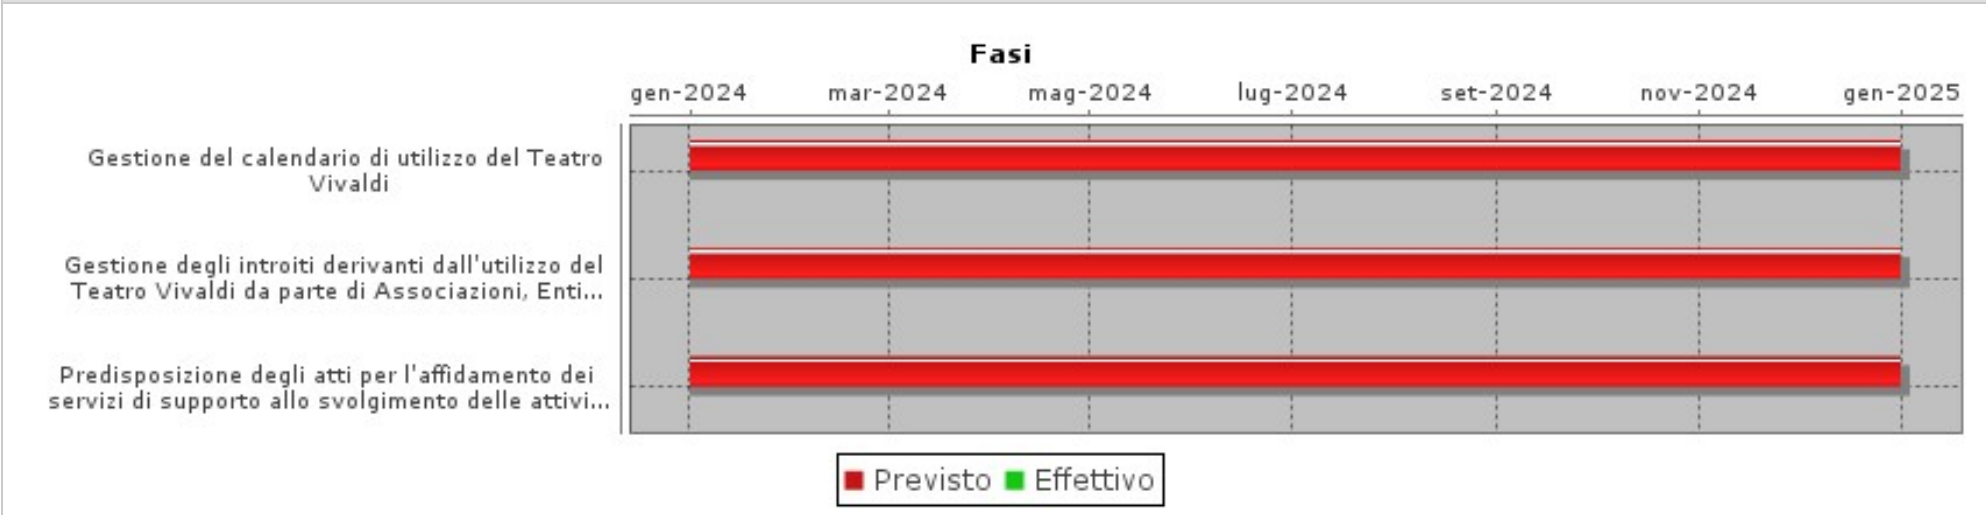 Fasi
gen-2024 mar-2024 mag-2024 lug-2024 set-2024 nov-2024 gen-2025
Gestione del calendario di utilizzo del Teatro
Vivaldi
Gestione degli introiti derivanti dall'utilizzo del
Teatro Vivaldi da parte di Associazioni, Enti...
Predisposizione degli atti per l'affidamento dei
servizi di supporto allo svolgimento delle attivi...
Previsto Effettivo